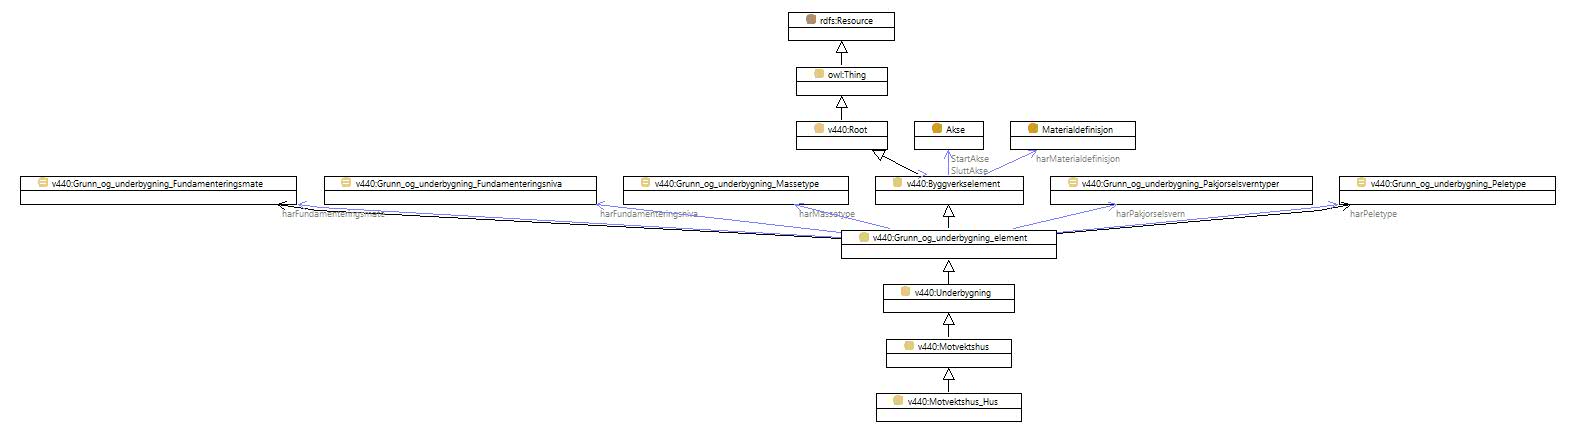 rdfs:Resource
owl:Thing
v440:Root
Akse
Materialdefinisjon
StartAkse
SluttAkse
harMaterialdefinisjon
v440:Grunn_og_underbygning_Fundamenteringsmate
v440:Grunn_og_underbygning_Fundamenteringsniva
v440:Grunn_og_underbygning_Massetype
v440:Byggverkselement
v440:Grunn_og_underbygning_Pakjorselsverntyper
v440:Grunn_og_underbygning_Peletype
harFundamenteringsmate
harFundamenteringsniva
harMassetype
harPakjorselsvern
harPeletype
v440:Grunn_og_underbygning_element
v440:Underbygning
v440:Motvektshus
v440:Motvektshus_Hus